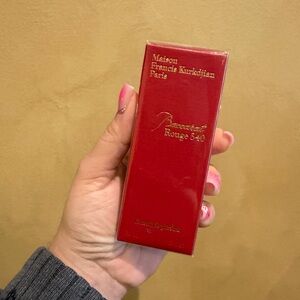 Maison
Francis Kurkdjian
Paris
Baccarat
Rouge 540